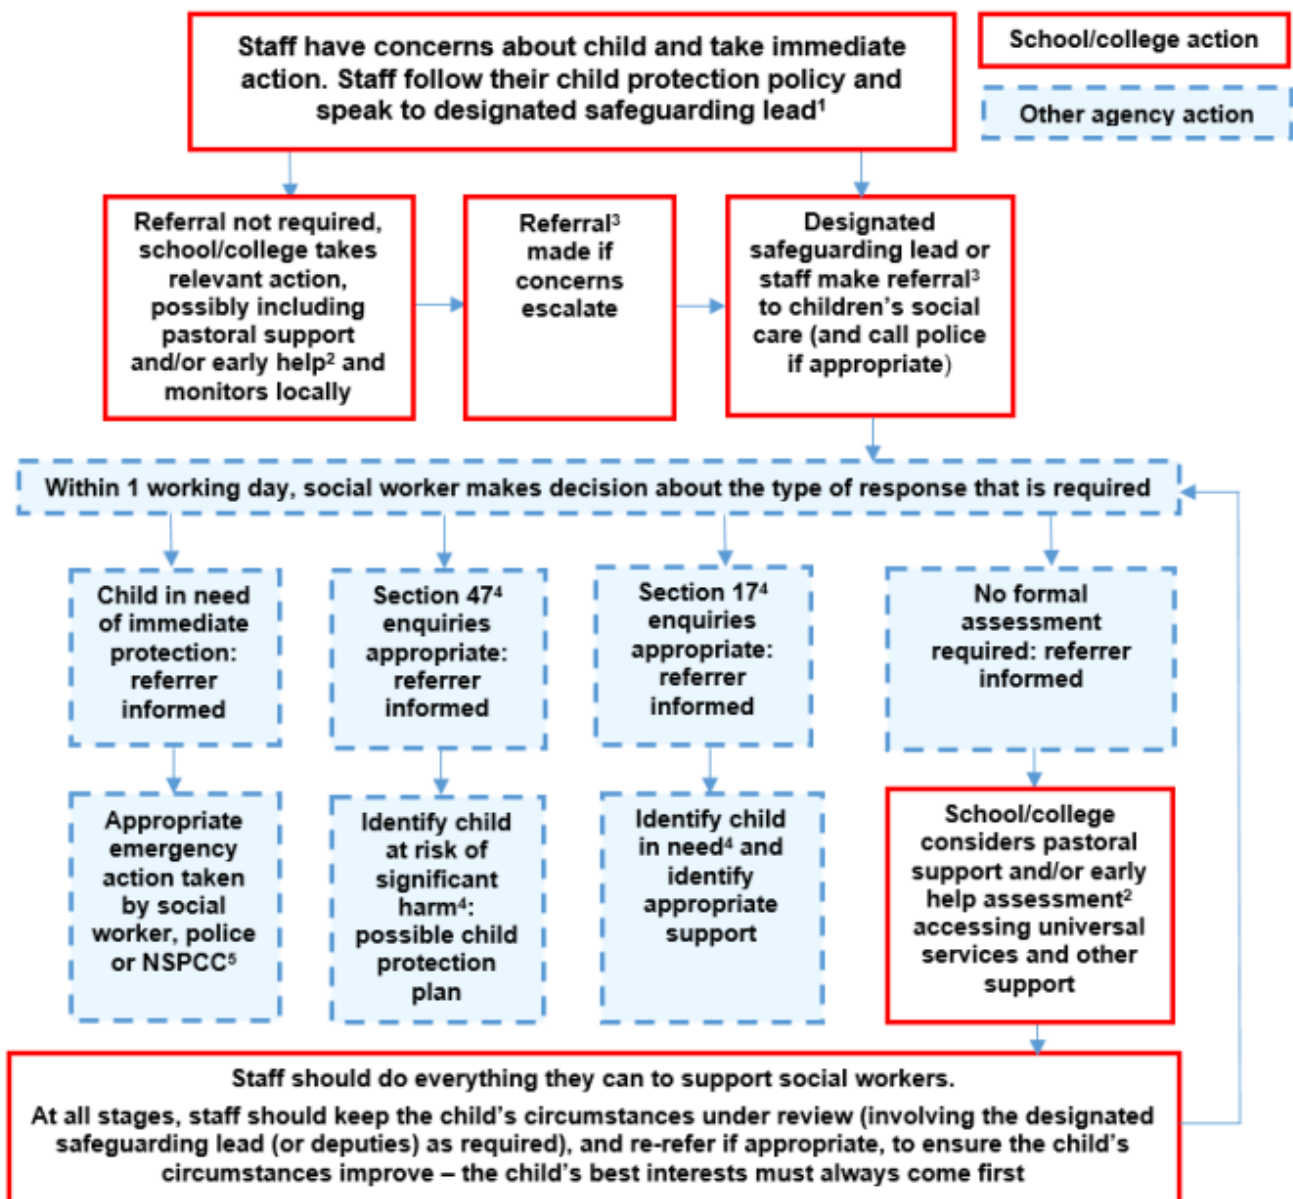 Staff have concerns about child and take immediate
action. Staff follow their child protection policy and
speak to designated safeguarding lead¹
School/college action
Other agency action
Referral not required,
school/college takes
relevant action,
possibly including
pastoral support
and/or early help² and
monitors locally
Referral³
made if
concerns
escalate
Designated
safeguarding lead or
staff make referral³
to children’s social
care (and call police
if appropriate)
Within 1 working day, social worker makes decision about the type of response that is required
Child in need
of immediate
protection:
referrer
informed
Section 47⁴
enquiries
appropriate:
referrer
informed
Section 17⁴
enquiries
appropriate:
referrer
informed
No formal
assessment
required: referrer
informed
Appropriate
emergency
action taken
by social
worker, police
or NSPCC⁵
Identify child
at risk of
significant
harm⁴:
possible child
protection
plan
Identify child
in need⁴ and
identify
appropriate
support
School/college
considers pastoral
support and/or early
help assessment²
accessing universal
services and other
support
Staff should do everything they can to support social workers.
At all stages, staff should keep the child’s circumstances under review (involving the designated
safeguarding lead (or deputies) as required), and re-refer if appropriate, to ensure the child’s
circumstances improve – the child’s best interests must always come first